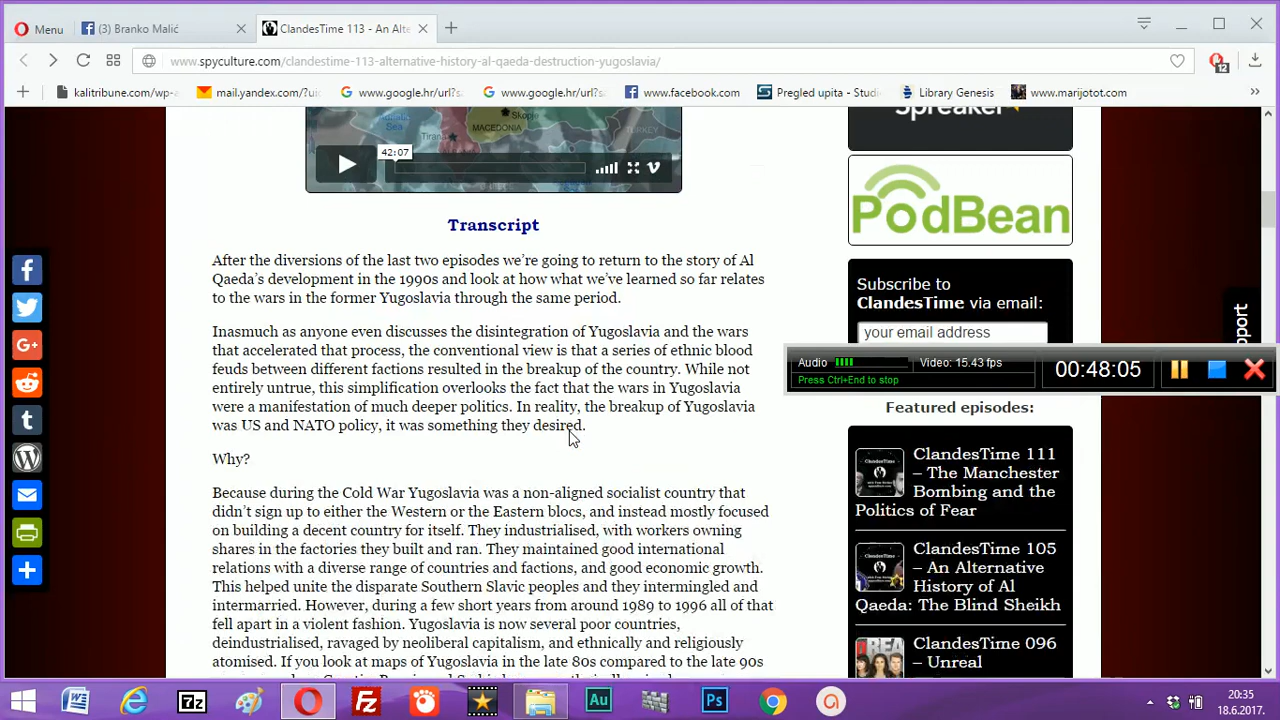 Menu
(3) Branko Malić
ClandesTime 113 - An Alte
www.spyculture.com/clandestime-113-alternative-history-al-qaeda-destruction-yugoslavia/
12
kalitribune.com/wp-a
mail.yandex.com/?ui
www.google.hr/url?sa
www.google.hr/url?sa
www.facebook.com
Pregled upita - Studi
Library Genesis
www.marijotot.com
Skopje
Adriatic
Sea
Tiran
MACEDONIA
TURKEY
42:07
Transcript
After the diversions of the last two episodes we're going to return to the story of Al
Qaeda's development in the 1990s and look at how what we've learned so far relates
to the wars in the former Yugoslavia through the same period.
Inasmuch as anyone even discusses the disintegration of Yugoslavia and the wars
that accelerated that process, the conventional view is that a series of ethnic blood
feuds between different factions resulted in the breakup of the country. While not
entirely untrue, this simplification overlooks the fact that the wars in Yugoslavia
were a manifestation of much deeper politics. In reality, the breakup of Yugoslavia
was US and NATO policy, it was something they desired.
Why?
Because during the Cold War Yugoslavia was a non-aligned socialist country that
didn't sign up to either the Western or the Eastern blocs, and instead mostly focused
on building a decent country for itself. They industrialised, with workers owning
shares in the factories they built and ran. They maintained good international
relations with a diverse range of countries and factions, and good economic growth.
This helped unite the disparate Southern Slavic peoples and they intermingled and
intermarried. However, during a few short years from around 1989 to 1996 all of that
fell apart in a violent fashion. Yugoslavia is now several poor countries,
deindustrialised, ravaged by neoliberal capitalism, and ethnically and religiously
atomised. If you look at maps of Yugoslavia in the late 80s compared to the late 90s
Spreaker
PodBean
Subscribe to
ClandesTime via email:
your email address
port
Audio
Video: 15.43 fps
Press Ctrl+End to stop
00:48:05
Featured episodes:
ClandesTime 111
– The Manchester
Bombing and the
Politics of Fear
ClandesTime 105
– An Alternative
History of Al
Qaeda: The Blind Sheikh
ClandesTime 096
– Unreal
20:35
18.6.2017.